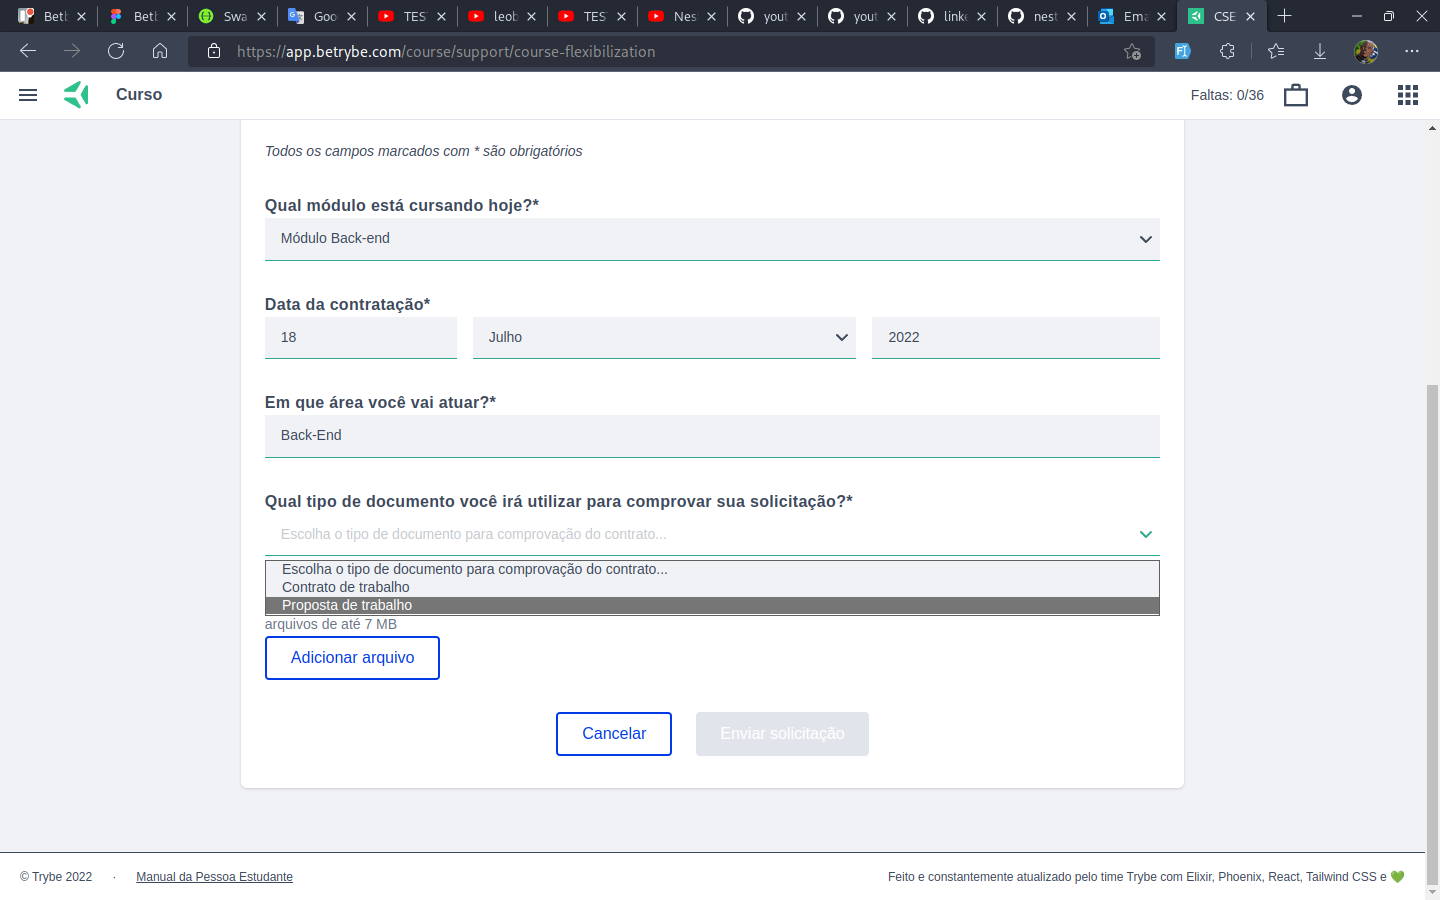 Betb
Betb
Swa
Goo
TES
leob
TES
Nes
yout
yout
linke
nest
Ema
CSE
https://app.betrybe.com/course/support/course-flexibilization
Curso
Faltas: 0/36
Todos os campos marcados com * são obrigatórios
Qual módulo está cursando hoje?*
Módulo Back-end
Data da contratação*
18
Julho
2022
Em que área você vai atuar?*
Back-End
Qual tipo de documento você irá utilizar para comprovar sua solicitação?*
Escolha o tipo de documento para comprovação do contrato...
Escolha o tipo de documento para comprovação do contrato...
Contrato de trabalho
Proposta de trabalho
arquivos de até 7 MB
Adicionar arquivo
Cancelar
Enviar solicitação
© Trybe 2022 · Manual da Pessoa Estudante
Feito e constantemente atualizado pelo time Trybe com Elixir, Phoenix, React, Tailwind CSS e 💚